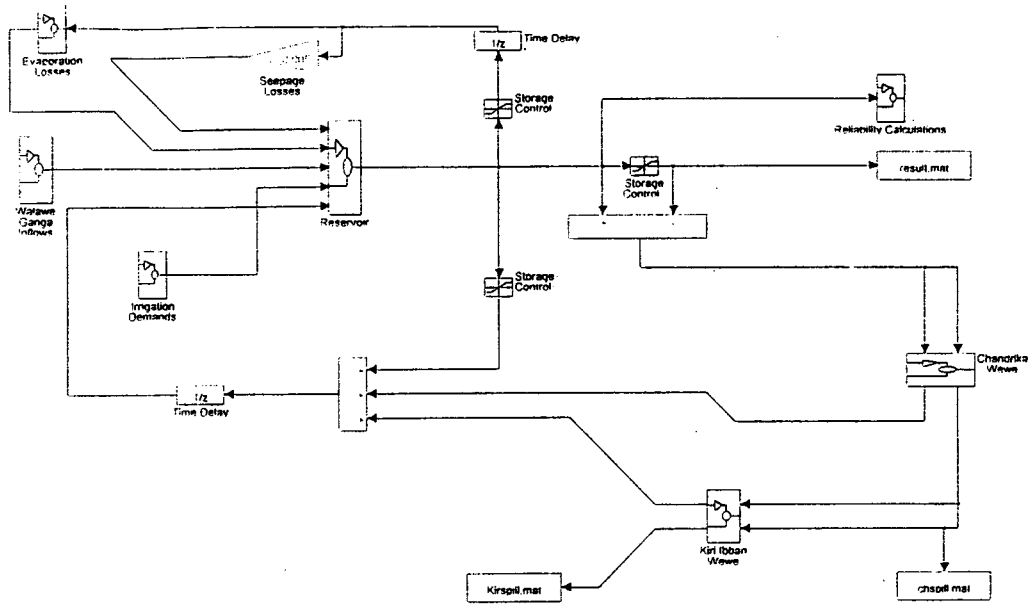 1/z
Time Delay
Evaporation
Losses
Seepage
Losses
Storage
Control
Reliability Calculations
Storage
Control
result.mat
Walawe
Ganga
Inflows
Reservoir
Storage
Control
Irrigation
Demands
Chandrika
Wewe
1/z
Time Delay
Kiri Ibban
Wewe
Kirspill.mat
chspill.mat